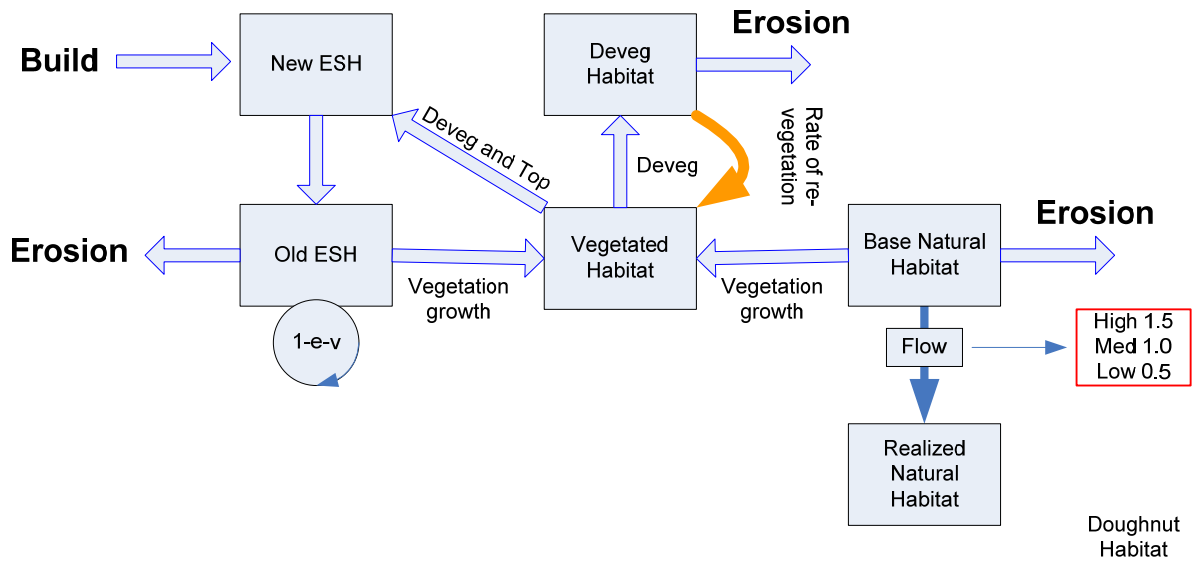 Build
New ESH
Deveg
Habitat
Erosion
Deveg and Top
Deveg
Rate of re-
vegetation
Erosion
Old ESH
Vegetation
growth
Vegetated
Habitat
Vegetation
growth
Base Natural
Habitat
Erosion
1-e-v
Flow
High 1.5
Med 1.0
Low 0.5
Realized
Natural
Habitat
Doughnut
Habitat